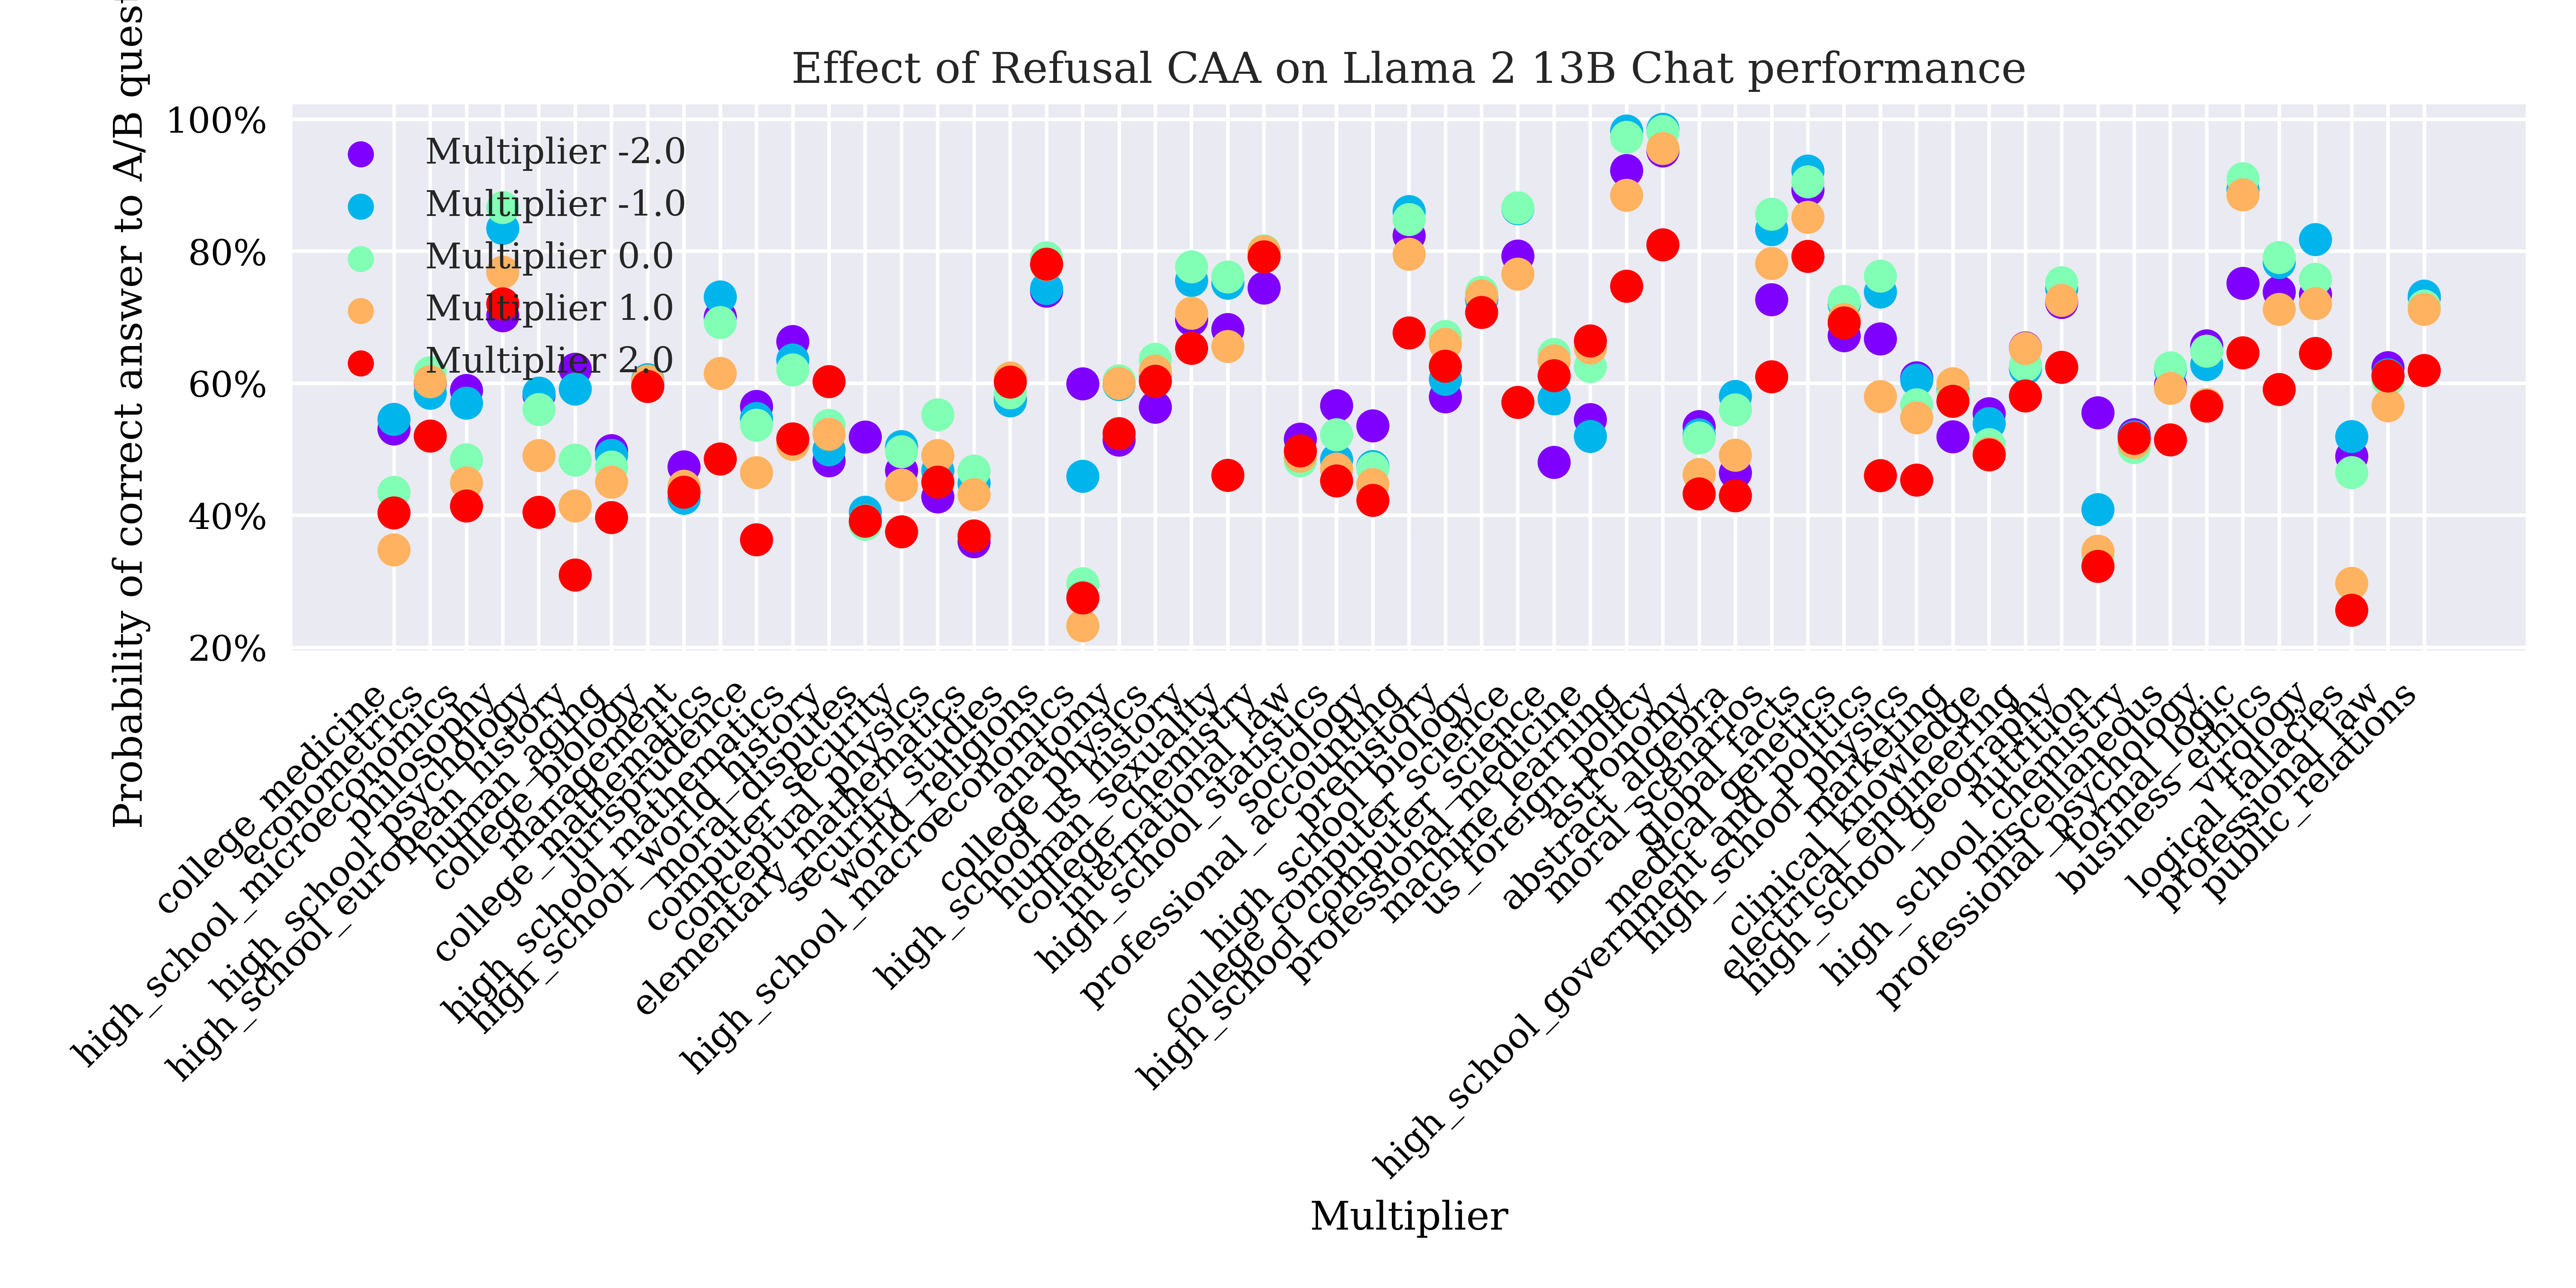 Effect of Refusal CAA on Llama 2 13B Chat performance
Probability of correct answer to A/B quest
100%
80%
60%
40%
20%
Multiplier -2.0
Multiplier -1.0
Multiplier 0.0
Multiplier 1.0
Multiplier 2.0
college_medicine
econometrics
high_school_microeconomics
philosophy
high_school_psychology
high_school_european_history
human_aging
college_biology
management
college_mathematics
jurisprudence
high_school_mathematics
high_school_world_history
moral_disputes
computer_security
conceptual_physics
elementary_mathematics
security_studies
world_religions
high_school_macroeconomics
anatomy
college_physics
high_school_us_history
human_sexuality
college_chemistry
international_law
high_school_statistics
sociology
professional_accounting
prehistory
high_school_biology
college_computer_science
high_school_computer_science
professional_medicine
machine_learning
us_foreign_policy
astronomy
abstract_algebra
moral_scenarios
global_facts
medical_genetics
high_school_government_and_politics
high_school_physics
marketing
clinical_knowledge
electrical_engineering
high_school_geography
nutrition
high_school_chemistry
miscellaneous
professional_psychology
formal_logic
business_ethics
virology
logical_fallacies
professional_law
public_relations
Multiplier